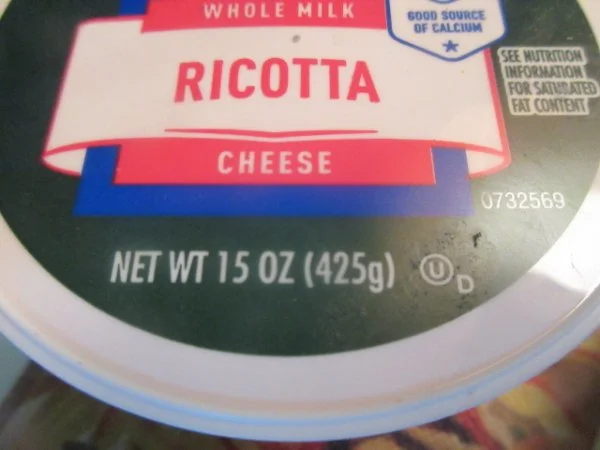 WHOLE MILK
GOOD SOURCE
OF CALCIUM
RICOTTA
SEE NUTRITION
INFORMATION
FOR SATURATED
FAT CONTENT
CHEESE
0732569
NET WT 15 OZ (425g) U D